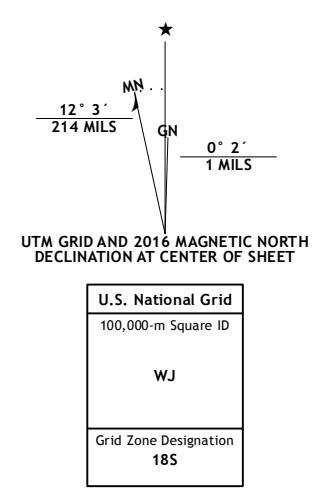 MN
GN
12° 3´
214 MILS
0° 2´
1 MILS
UTM GRID AND 2016 MAGNETIC NORTH
DECLINATION AT CENTER OF SHEET
U.S. National Grid
100,000-m Square ID
WJ
Grid Zone Designation
18S